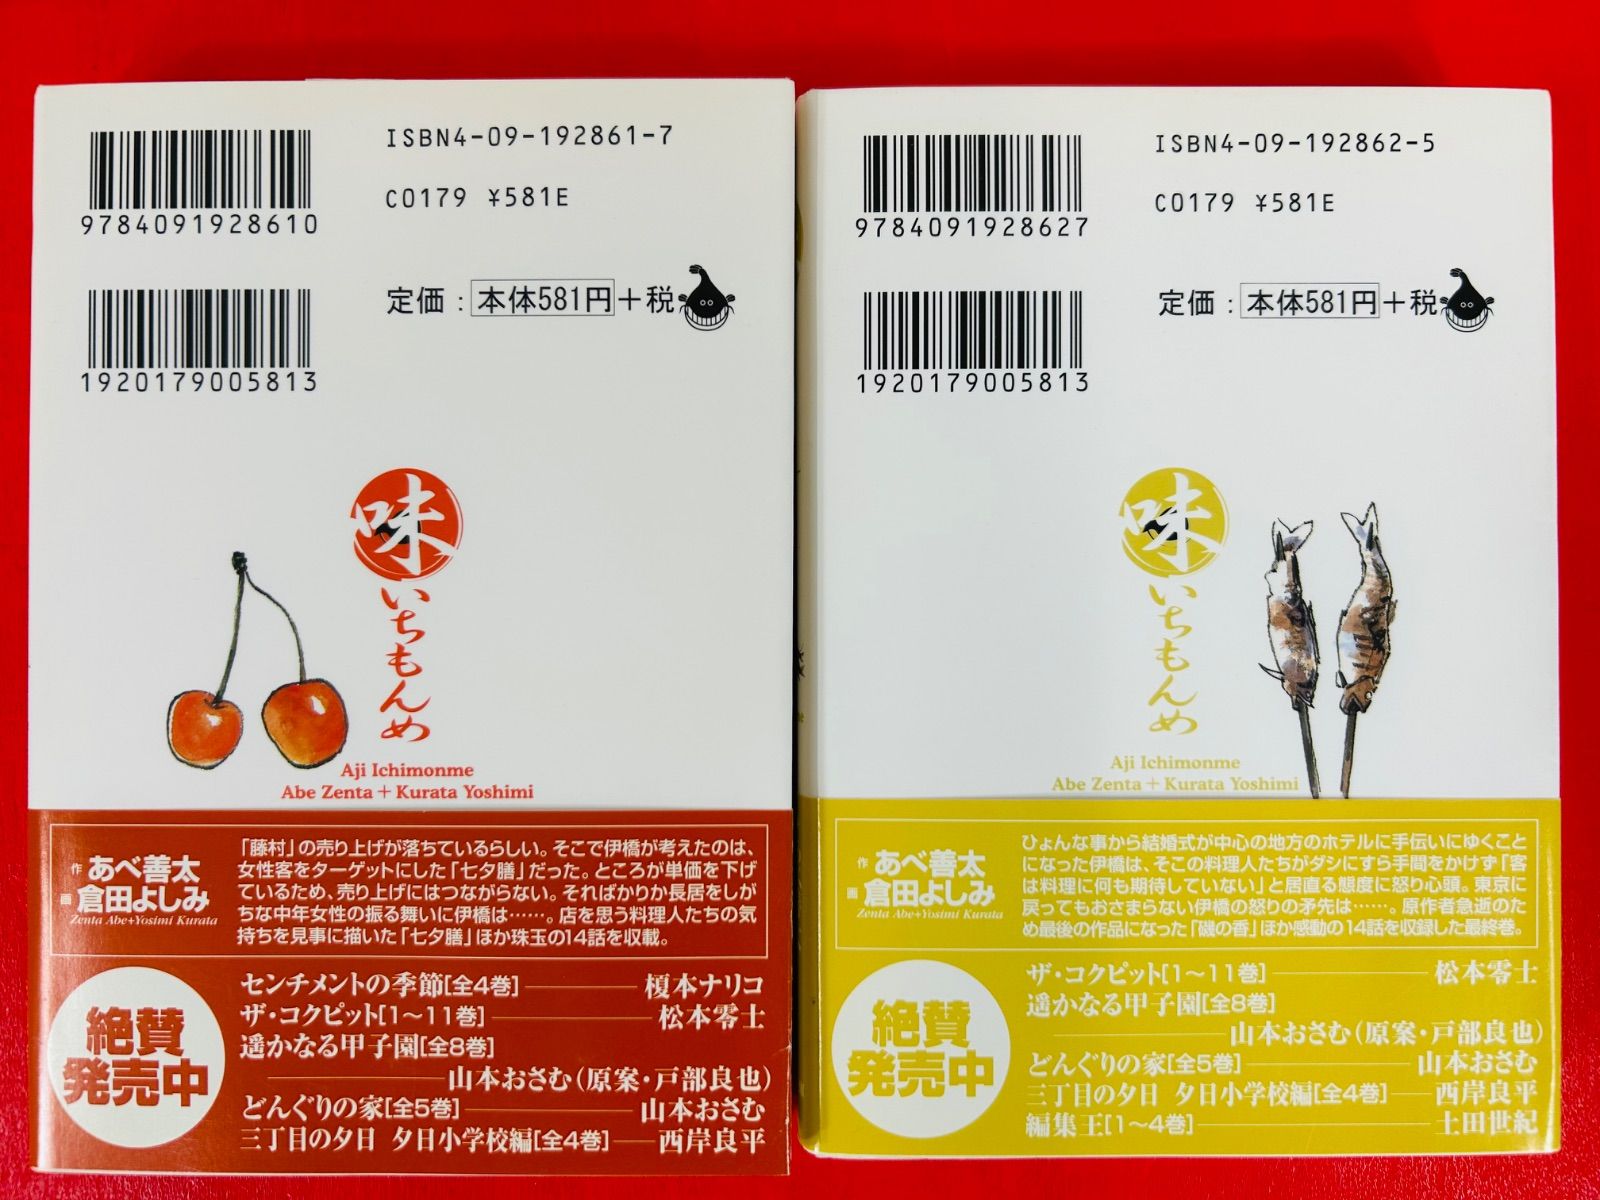 ISBN4-09-192861-7
9784091928610
C0179 ¥581E
定価：本体581円＋税
1920179005813
味いちもんめ
Aji Ichimonme
Abe Zenta＋Kurata Yoshimi
作 あべ善太
画 倉田よしみ
Zenta Abe+Yosimi Kurata
「藤村」の売り上げが落ちているらしい。そこで伊橋が考えたのは、
女性客をターゲットにした「七夕膳」だった。ところが単価を下げ
ているため、売り上げにはつながらない。そればかりか長居をしが
ちな中年女性の振る舞いに伊橋は……。店を思う料理人たちの気
持ちを見事に描いた「七夕膳」ほか珠玉の14話を収載。
絶賛
発売中
センチメントの季節[全4巻]――榎本ナリコ
ザ・コクピット[1〜11巻]――松本零士
遥かなる甲子園[全8巻]
――山本おさむ（原案・戸部良也）
どんぐりの家[全5巻]――山本おさむ
三丁目の夕日 夕日小学校編[全4巻]――西岸良平
ISBN4-09-192862-5
9784091928627
C0179 ¥581E
定価：本体581円＋税
1920179005813
味いちもんめ
Aji Ichimonme
Abe Zenta＋Kurata Yoshimi
作 あべ善太
画 倉田よしみ
Zenta Abe+Yosimi Kurata
ひょんな事から結婚式が中心の地方のホテルに手伝いにゆくこと
になった伊橋は、そこの料理人たちがダシにすら手間をかけず「客
は料理に何も期待していない」と居直る態度に怒り心頭。東京に
戻ってもおさまらない伊橋の怒りの矛先は……。原作者急逝のた
め最後の作品になった「磯の香」ほか感動の14話を収録した最終巻。
絶賛
発売中
ザ・コクピット[1〜11巻]――松本零士
遥かなる甲子園[全8巻]
――山本おさむ（原案・戸部良也）
どんぐりの家[全5巻]――山本おさむ
三丁目の夕日 夕日小学校編[全4巻]――西岸良平
編集王[1〜4巻]――土田世紀